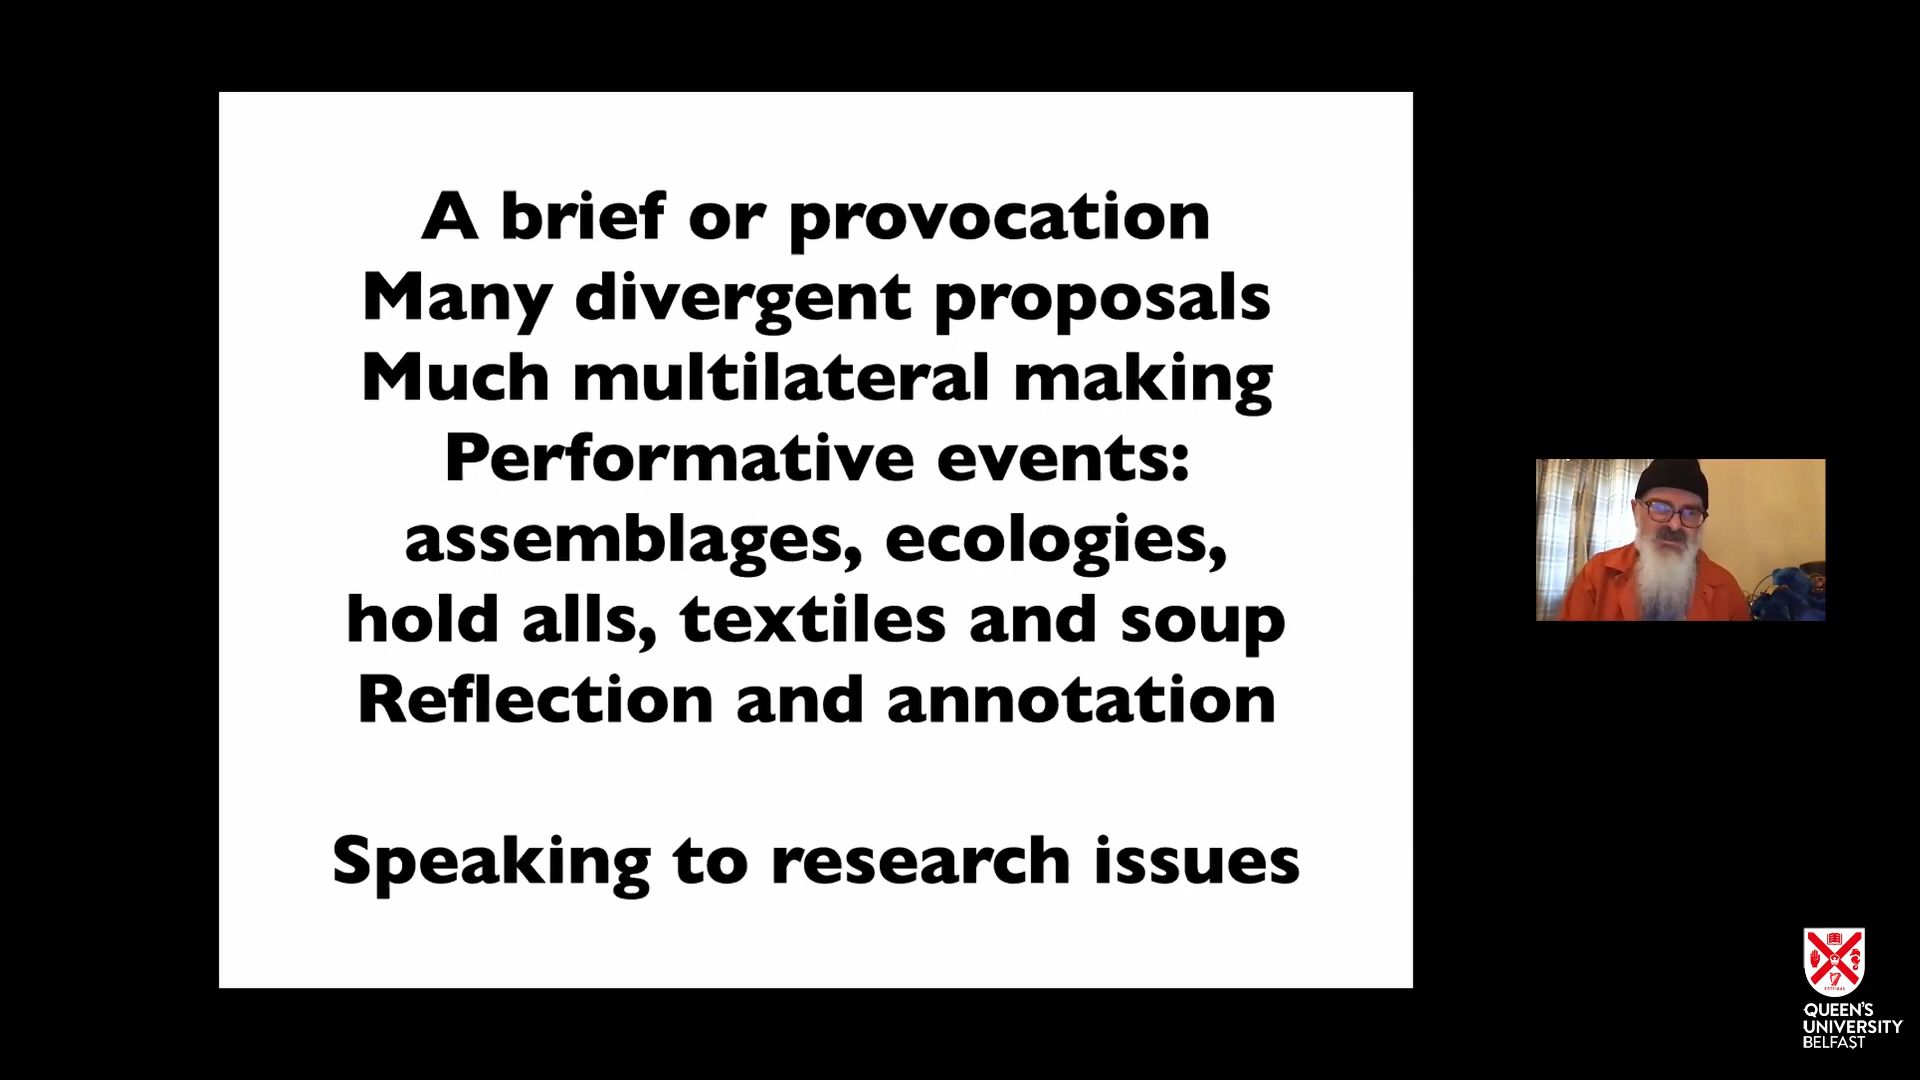 A brief or provocation
Many divergent proposals
Much multilateral making
Performative events:
assemblages, ecologies,
hold alls, textiles and soup
Reflection and annotation
Speaking to research issues
QUEEN'S
UNIVERSITY
BELFAST